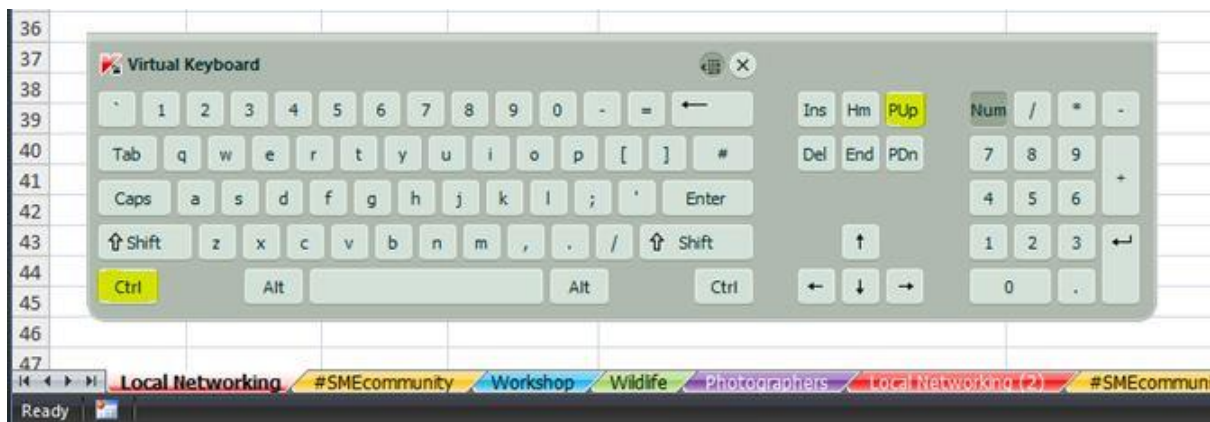 36
37
Virtual Keyboard
38
` 1 2 3 4 5 6 7 8 9 0 - = ← Ins Hm PUp Num / * -
39
40
Tab q w e r t y u i o p [ ] # Del End PDn 7 8 9 +
41
Caps a s d f g h j k l ; ' Enter 4 5 6
42
43
⇧ Shift z x c v b n m , . / ⇧ Shift ↑ 1 2 3 ↵
44
Ctrl Alt Alt Ctrl ← ↓ → 0 .
45
46
47
Local Networking #SMEcommunity Workshop Wildlife Photographers Local Networking (2) #SMEcommun
Ready